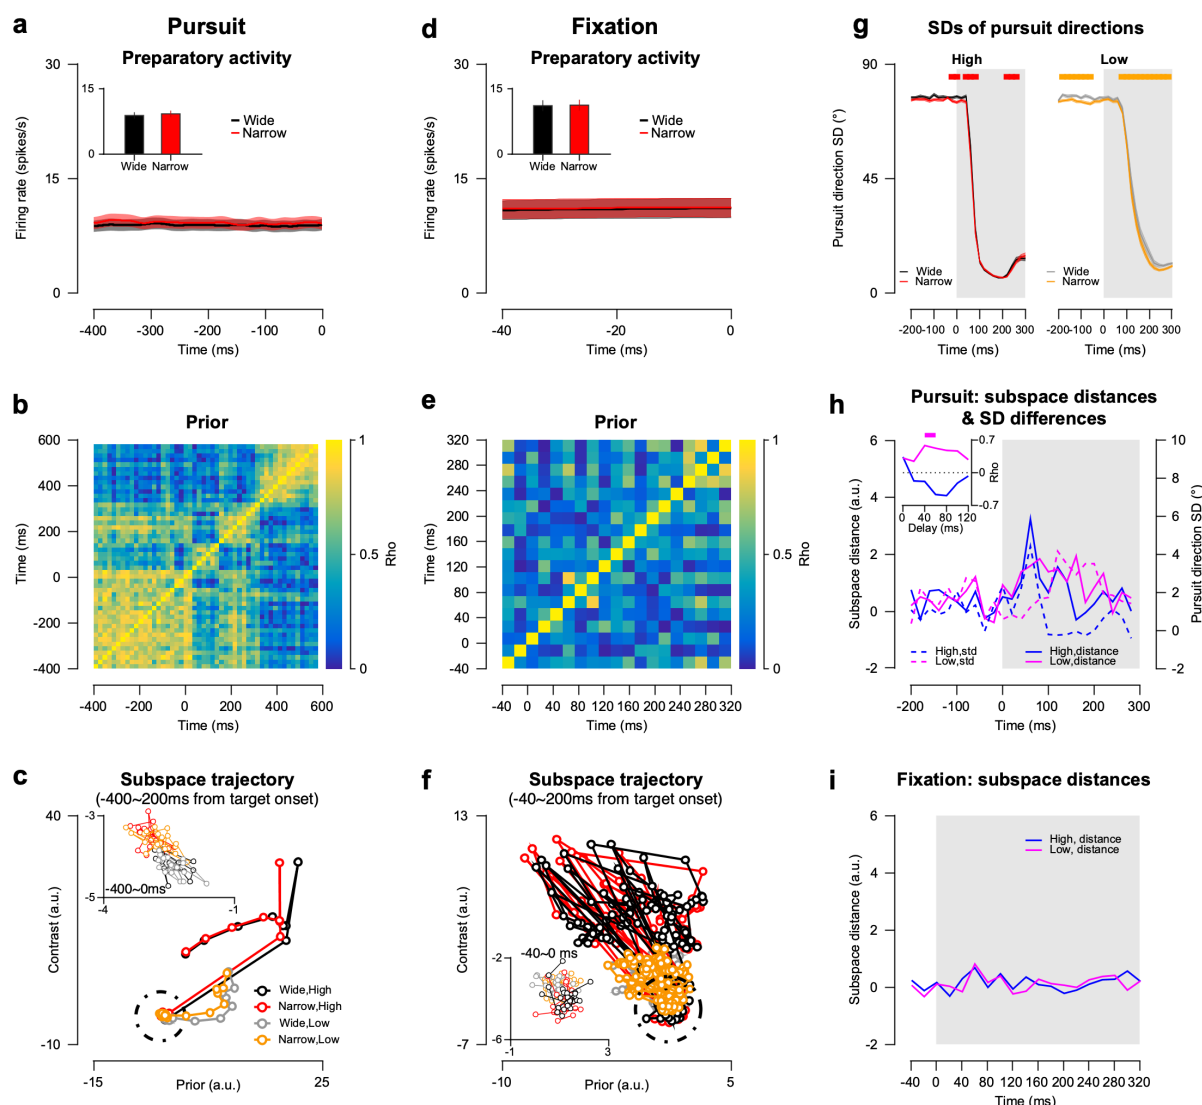 a
Pursuit
Preparatory activity
30
15
0
Firing rate (spikes/s)
15
0
Wide
Narrow
Wide
Narrow
-400
-300
-200
-100
0
Time (ms)
d
Fixation
Preparatory activity
30
15
0
Firing rate (spikes/s)
15
0
Wide
Narrow
Wide
Narrow
-40
-20
0
Time (ms)
g
SDs of pursuit directions
High
Low
90
45
0
Pursuit direction SD (°)
Wide
Narrow
Wide
Narrow
-200
-100
0
100
300
-200
-100
0
100
300
Time (ms)
Time (ms)
b
Prior
600
400
200
0
-200
-400
Time (ms)
1
0.5
0
Rho
-400
-200
0
200
400
600
Time (ms)
e
Prior
320
280
240
200
160
120
80
40
0
-40
Time (ms)
1
0.5
0
Rho
-40
0
40
80
120
160
200
240
280
320
Time (ms)
h
Pursuit: subspace distances
& SD differences
6
4
2
0
-2
Subspace distance (a.u.)
0.7
0
-0.7
Rho
0
40
80
120
Delay (ms)
10
8
6
4
2
0
-2
Pursuit direction SD (°)
High,std
Low,std
High,distance
Low,distance
-200
-100
0
100
200
300
Time (ms)
c
Subspace trajectory
(-400~200ms from target onset)
40
-10
Contrast (a.u.)
-3
-5
-400~0ms
-4
-1
Wide,High
Narrow,High
Wide,Low
Narrow,Low
-15
25
Prior (a.u.)
f
Subspace trajectory
(-40~200ms from target onset)
13
-7
Contrast (a.u.)
-2
-6
-40~0 ms
-1
3
-10
5
Prior (a.u.)
i
Fixation: subspace distances
6
4
2
0
-2
Subspace distance (a.u.)
High, distance
Low, distance
-40
0
40
80
120
160
200
240
280
320
Time (ms)